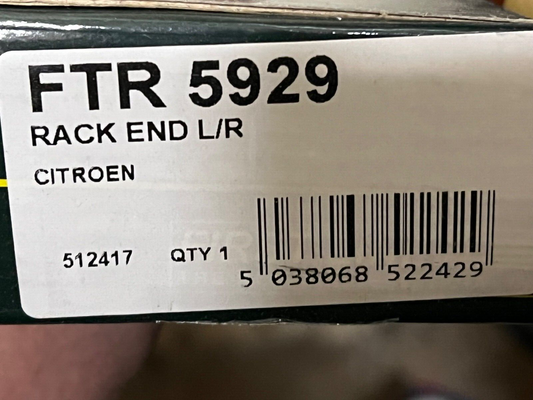 FTR 5929
RACK END L/R
CITROEN
512417 QTY 1
5 038068 522429